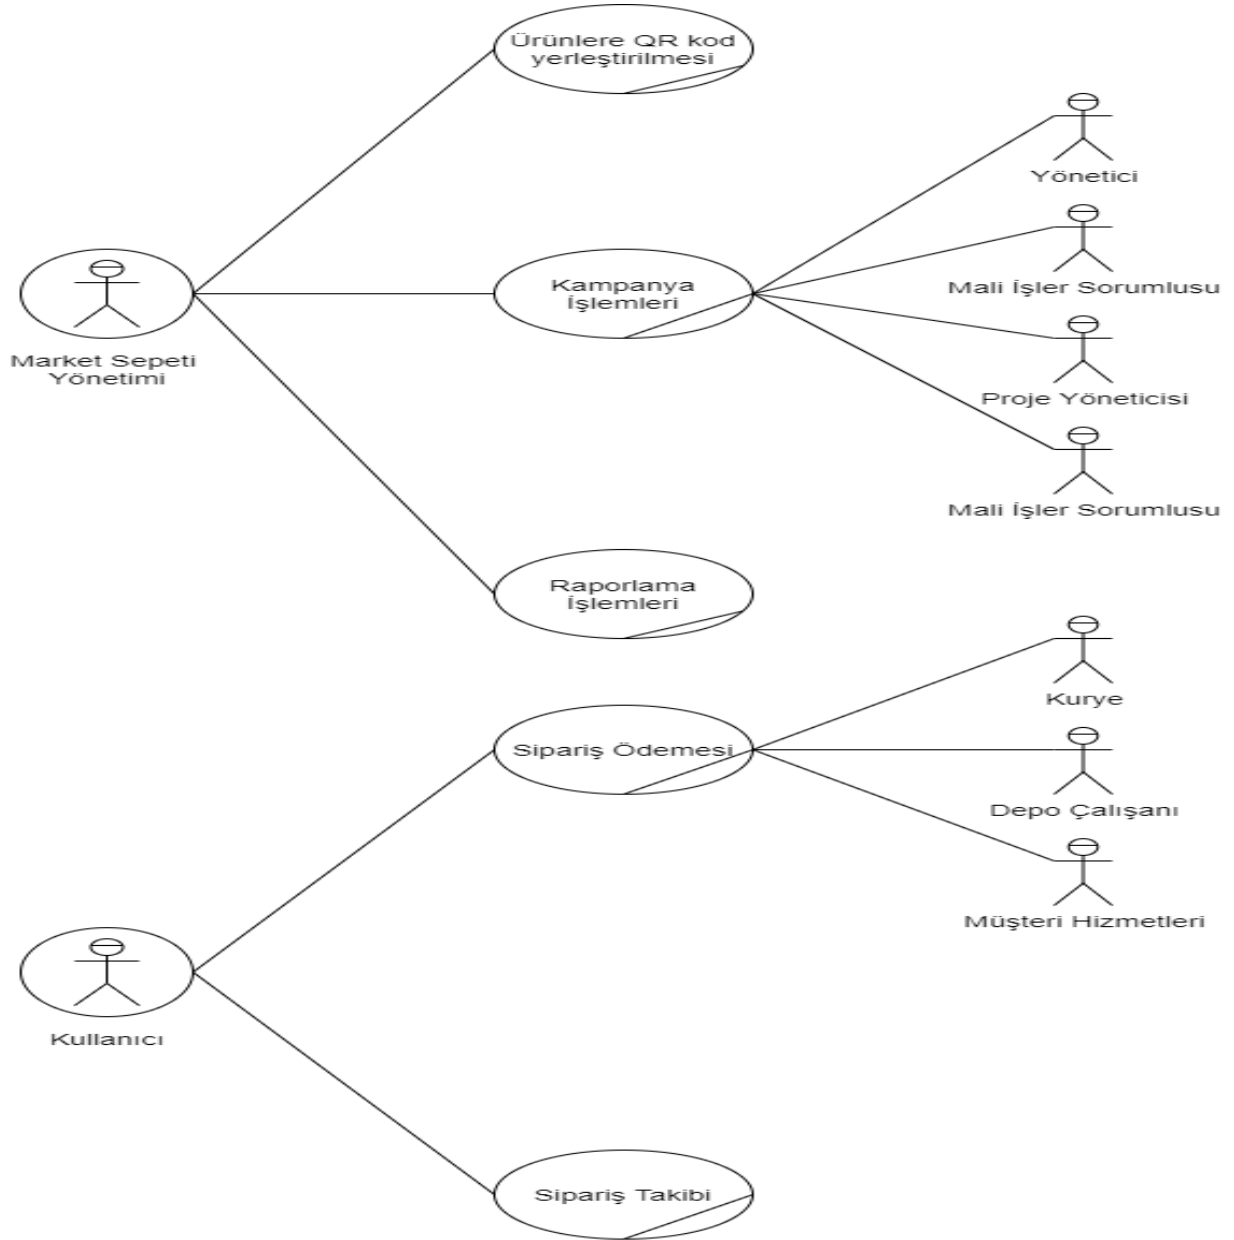 Ürünlere QR kod
yerleştirilmesi
Yönetici
Kampanya
İşlemleri
Mali İşler Sorumlusu
Market Sepeti
Yönetimi
Proje Yöneticisi
Mali İşler Sorumlusu
Raporlama
İşlemleri
Kurye
Sipariş Ödemesi
Depo Çalışanı
Müşteri Hizmetleri
Kullanıcı
Sipariş Takibi